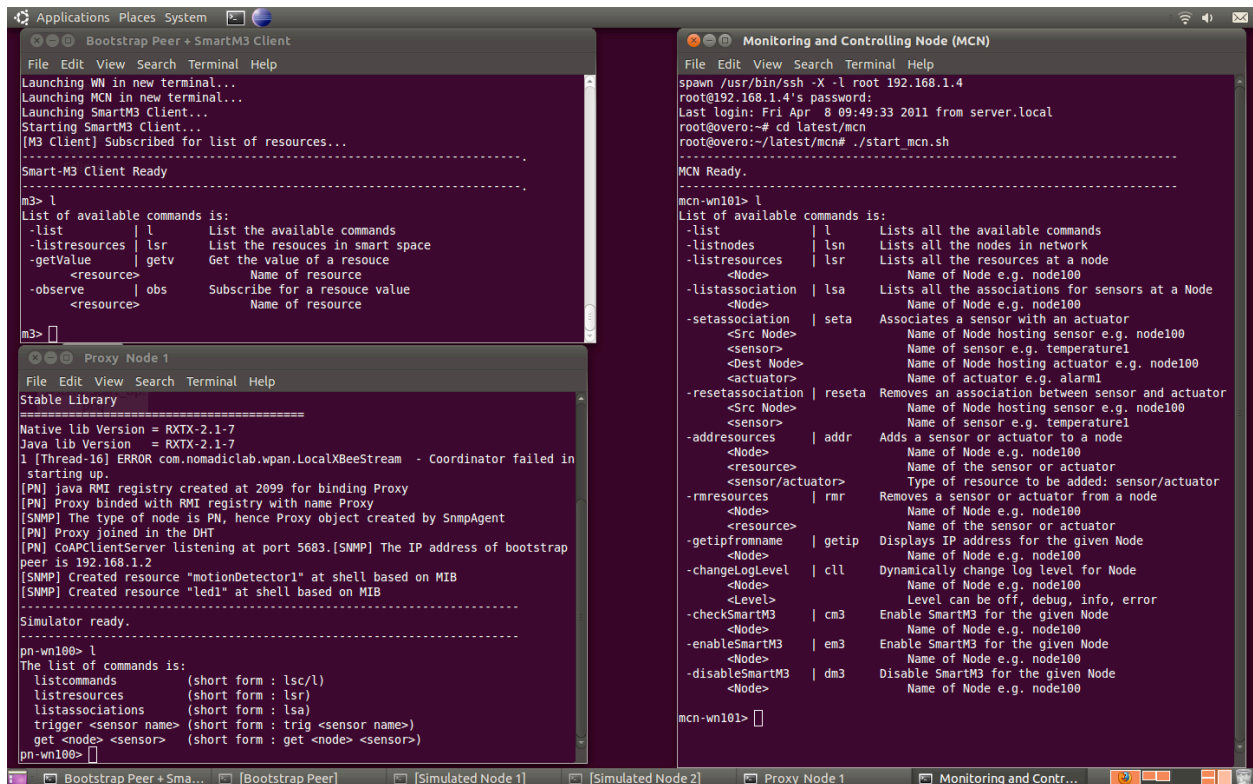 Applications Places System
Bootstrap Peer + SmartM3 Client
File Edit View Search Terminal Help
Launching WN in new terminal...
Launching MCN in new terminal...
Launching SmartM3 Client...
Starting SmartM3 Client...
[M3 Client] Subscribed for list of resources...
------------------------------------------------------------------------.
Smart-M3 Client Ready
------------------------------------------------------------------------.
m3> l
List of available commands is:
-list | l List the available commands
-listresources | lsr List the resouces in smart space
-getValue | getv Get the value of a resouce
<resource> Name of resource
-observe | obs Subscribe for a resouce value
<resource> Name of resource
m3>
Proxy Node 1
File Edit View Search Terminal Help
Stable Library
=========================================
Native lib Version = RXTX-2.1-7
Java lib Version = RXTX-2.1-7
1 [Thread-16] ERROR com.nomadiclab.wpan.LocalXBeeStream - Coordinator failed in
starting up.
[PN] java RMI registry created at 2099 for binding Proxy
[PN] Proxy binded with RMI registry with name Proxy
[SNMP] The type of node is PN, hence Proxy object created by SnmpAgent
[PN] Proxy joined in the DHT
[PN] CoAPClientServer listening at port 5683.[SNMP] The IP address of bootstrap
peer is 192.168.1.2
[SNMP] Created resource "motionDetector1" at shell based on MIB
[SNMP] Created resource "led1" at shell based on MIB
------------------------------------------------------------------------
Simulator ready.
------------------------------------------------------------------------
pn-wn100> l
The list of commands is:
listcommands (short form : lsc/l)
listresources (short form : lsr)
listassociations (short form : lsa)
trigger <sensor name> (short form : trig <sensor name>)
get <node> <sensor> (short form : get <node> <sensor>)
pn-wn100>
Monitoring and Controlling Node (MCN)
File Edit View Search Terminal Help
spawn /usr/bin/ssh -X -l root 192.168.1.4
root@192.168.1.4's password:
Last login: Fri Apr  8 09:49:33 2011 from server.local
root@overo:~# cd latest/mcn
root@overo:~/latest/mcn# ./start_mcn.sh
------------------------------------------------------------------------
MCN Ready.
------------------------------------------------------------------------
mcn-wn101> l
List of available commands is:
-list | l Lists all the available commands
-listnodes | lsn Lists all the nodes in network
-listresources | lsr Lists all the resources at a node
<Node> Name of Node e.g. node100
-listassociation | lsa Lists all the associations for sensors at a Node
<Node> Name of Node e.g. node100
-setassociation | seta Associates a sensor with an actuator
<Src Node> Name of Node hosting sensor e.g. node100
<sensor> Name of sensor e.g. temperature1
<Dest Node> Name of Node hosting actuator e.g. node100
<actuator> Name of actuator e.g. alarm1
-resetassociation | reseta Removes an association between sensor and actuator
<Src Node> Name of Node hosting sensor e.g. node100
<sensor> Name of sensor e.g. temperature1
-addresources | addr Adds a sensor or actuator to a node
<Node> Name of Node e.g. node100
<resource> Name of the sensor or actuator
<sensor/actuator> Type of resource to be added: sensor/actuator
-rmresources | rmr Removes a sensor or actuator from a node
<Node> Name of Node e.g. node100
<resource> Name of the sensor or actuator
-getipfromname | getip Displays IP address for the given Node
<Node> Name of Node e.g. node100
-changeLogLevel | cll Dynamically change log level for Node
<Node> Name of Node e.g. node100
<Level> Level can be off, debug, info, error
-checkSmartM3 | cm3 Enable SmartM3 for the given Node
<Node> Name of Node e.g. node100
-enableSmartM3 | em3 Enable SmartM3 for the given Node
<Node> Name of Node e.g. node100
-disableSmartM3 | dm3 Disable SmartM3 for the given Node
<Node> Name of Node e.g. node100
mcn-wn101>
Bootstrap Peer + Sma... [Bootstrap Peer] [Simulated Node 1] [Simulated Node 2] Proxy Node 1 Monitoring and Contr...